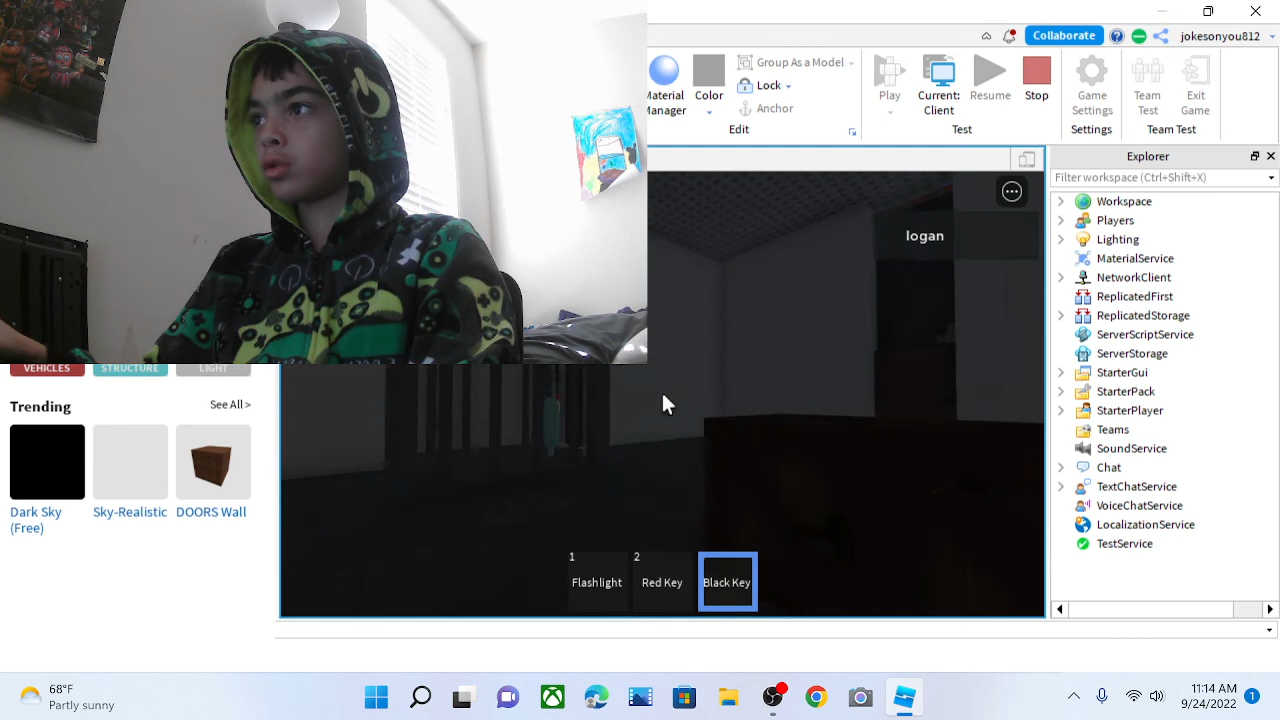 Collaborate
jokesonyou812
Material
Manager
Color
Group As a Model
Lock
Anchor
Edit
Play
Current:
Client
Resume
Stop
Test
Game
Settings
Settings
Team
Test
Exit
Game
Team Test
Explorer
Filter workspace (Ctrl+Shift+X)
Workspace
Players
Lighting
MaterialService
NetworkClient
ReplicatedFirst
ReplicatedStorage
ServerScriptService
ServerStorage
StarterGui
StarterPack
StarterPlayer
Teams
SoundService
Chat
TextChatService
VoiceChatService
LocalizationService
TestService
logan
VEHICLES
STRUCTURE
LIGHT
Trending
See All >
Dark Sky
(Free)
Sky-Realistic
DOORS Wall
1
Flashlight
2
Red Key
Black Key
68°F
Partly sunny
11:14 AM
9/24/2022
1